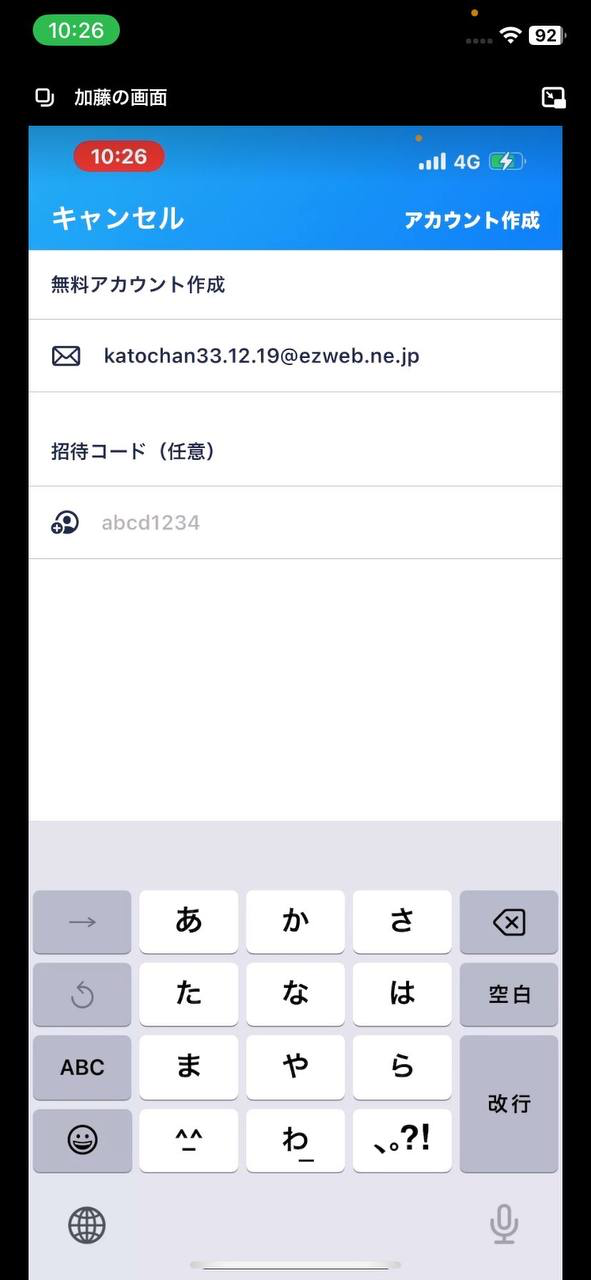 10:26
92
加藤の画面
10:26
4G
キャンセル
アカウント作成
無料アカウント作成
katochan33.12.19@ezweb.ne.jp
招待コード（任意）
abcd1234
→ あ か さ
た な は 空白
ABC ま や ら 改行
^_^ わ_ 、。?!